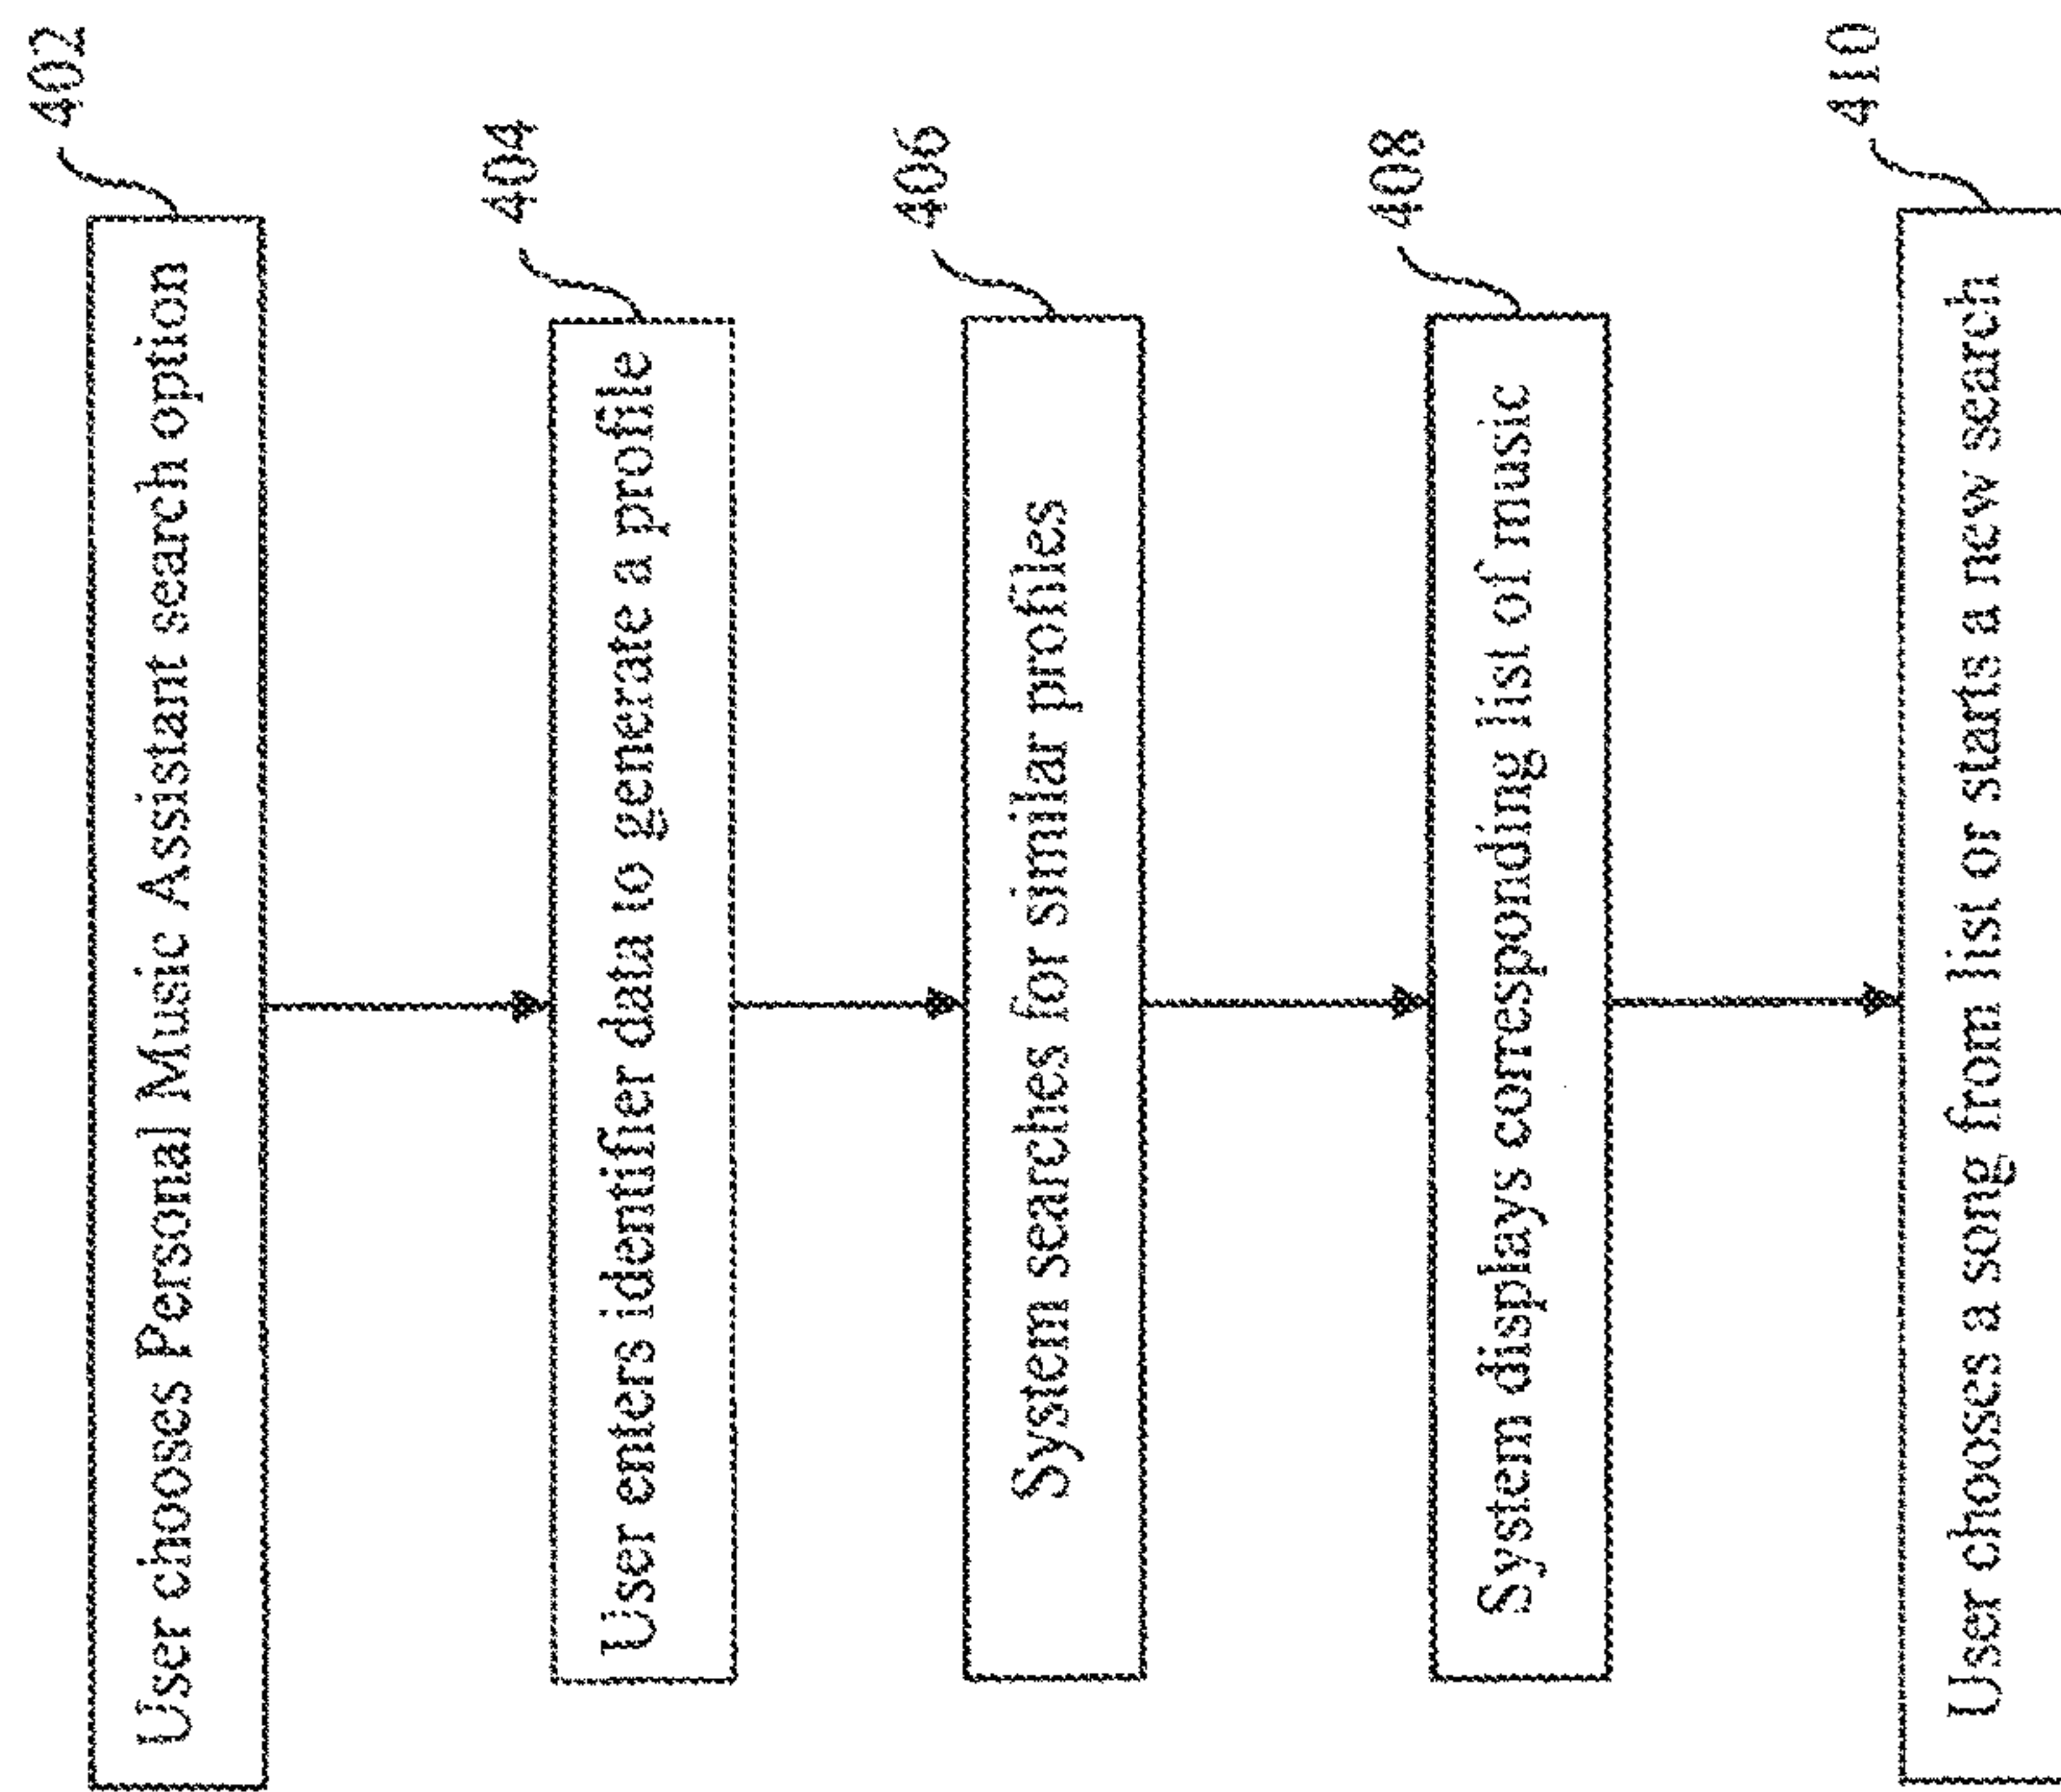 402
User chooses Personal Music Assistant search option
404
User enters identifier data to generate a profile
406
System searches for similar profiles
408
System displays corresponding list of music
410
User chooses a song from list or starts a new search